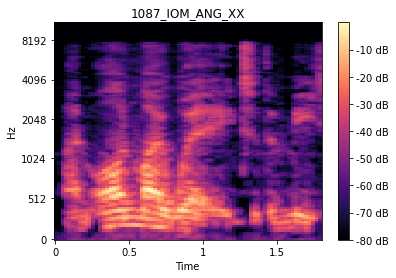 1087_IOM_ANG_XX
8192
4096
2048
1024
512
0
Hz
0
0.5
1
1.5
Time
-10 dB
-20 dB
-30 dB
-40 dB
-50 dB
-60 dB
-70 dB
-80 dB